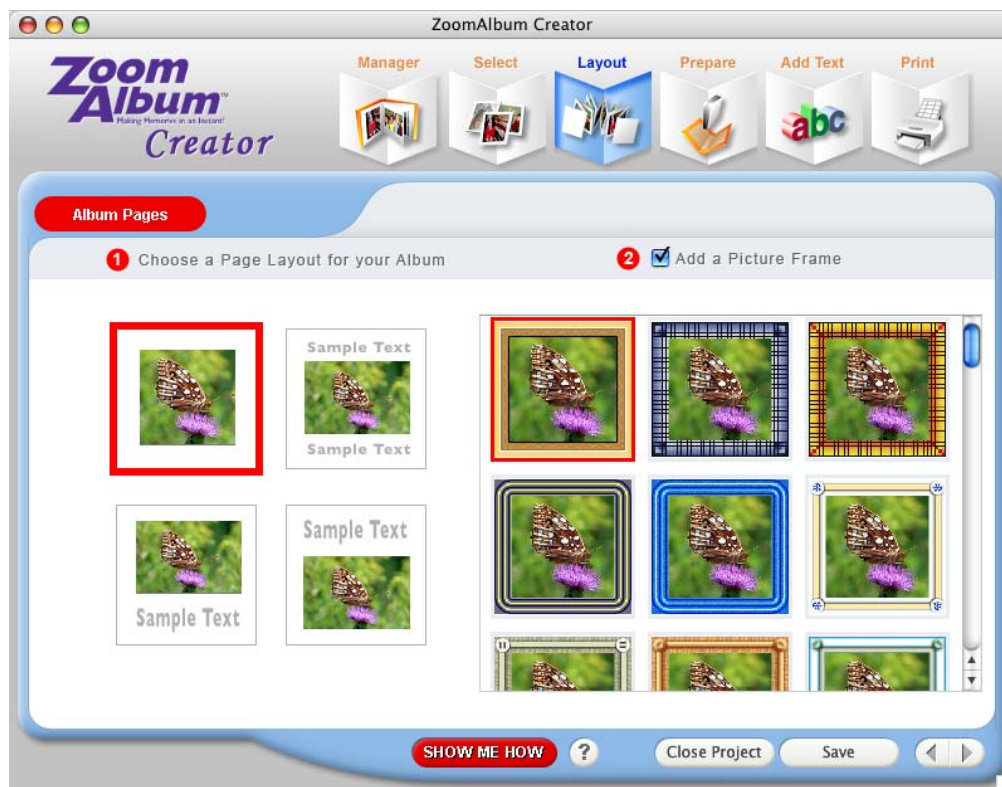 ZoomAlbum Creator
Zoom
Album™
Making Memories in an Instant!
Creator
Manager
Select
Layout
Prepare
Add Text
Print
abc
Album Pages
1 Choose a Page Layout for your Album
2 Add a Picture Frame
Sample Text
Sample Text
Sample Text
Sample Text
SHOW ME HOW
?
Close Project
Save